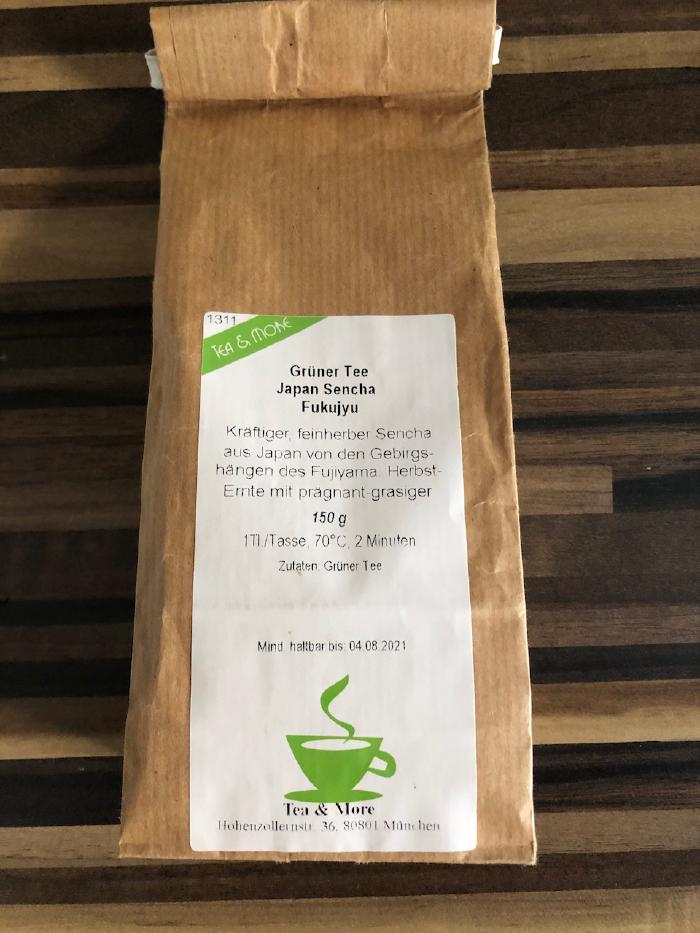 1311
TEA & MORE
Grüner Tee
Japan Sencha
Fukujyu
Kräftiger, feinherber Sencha
aus Japan von den Gebirgs-
hängen des Fujiyama. Herbst-
Ernte mit prägnant-grasiger
150 g
1Tl./Tasse, 70°C, 2 Minuten
Zutaten: Grüner Tee
Mind. haltbar bis: 04.08.2021
Tea & More
Hohenzollernstr. 36, 80801 München